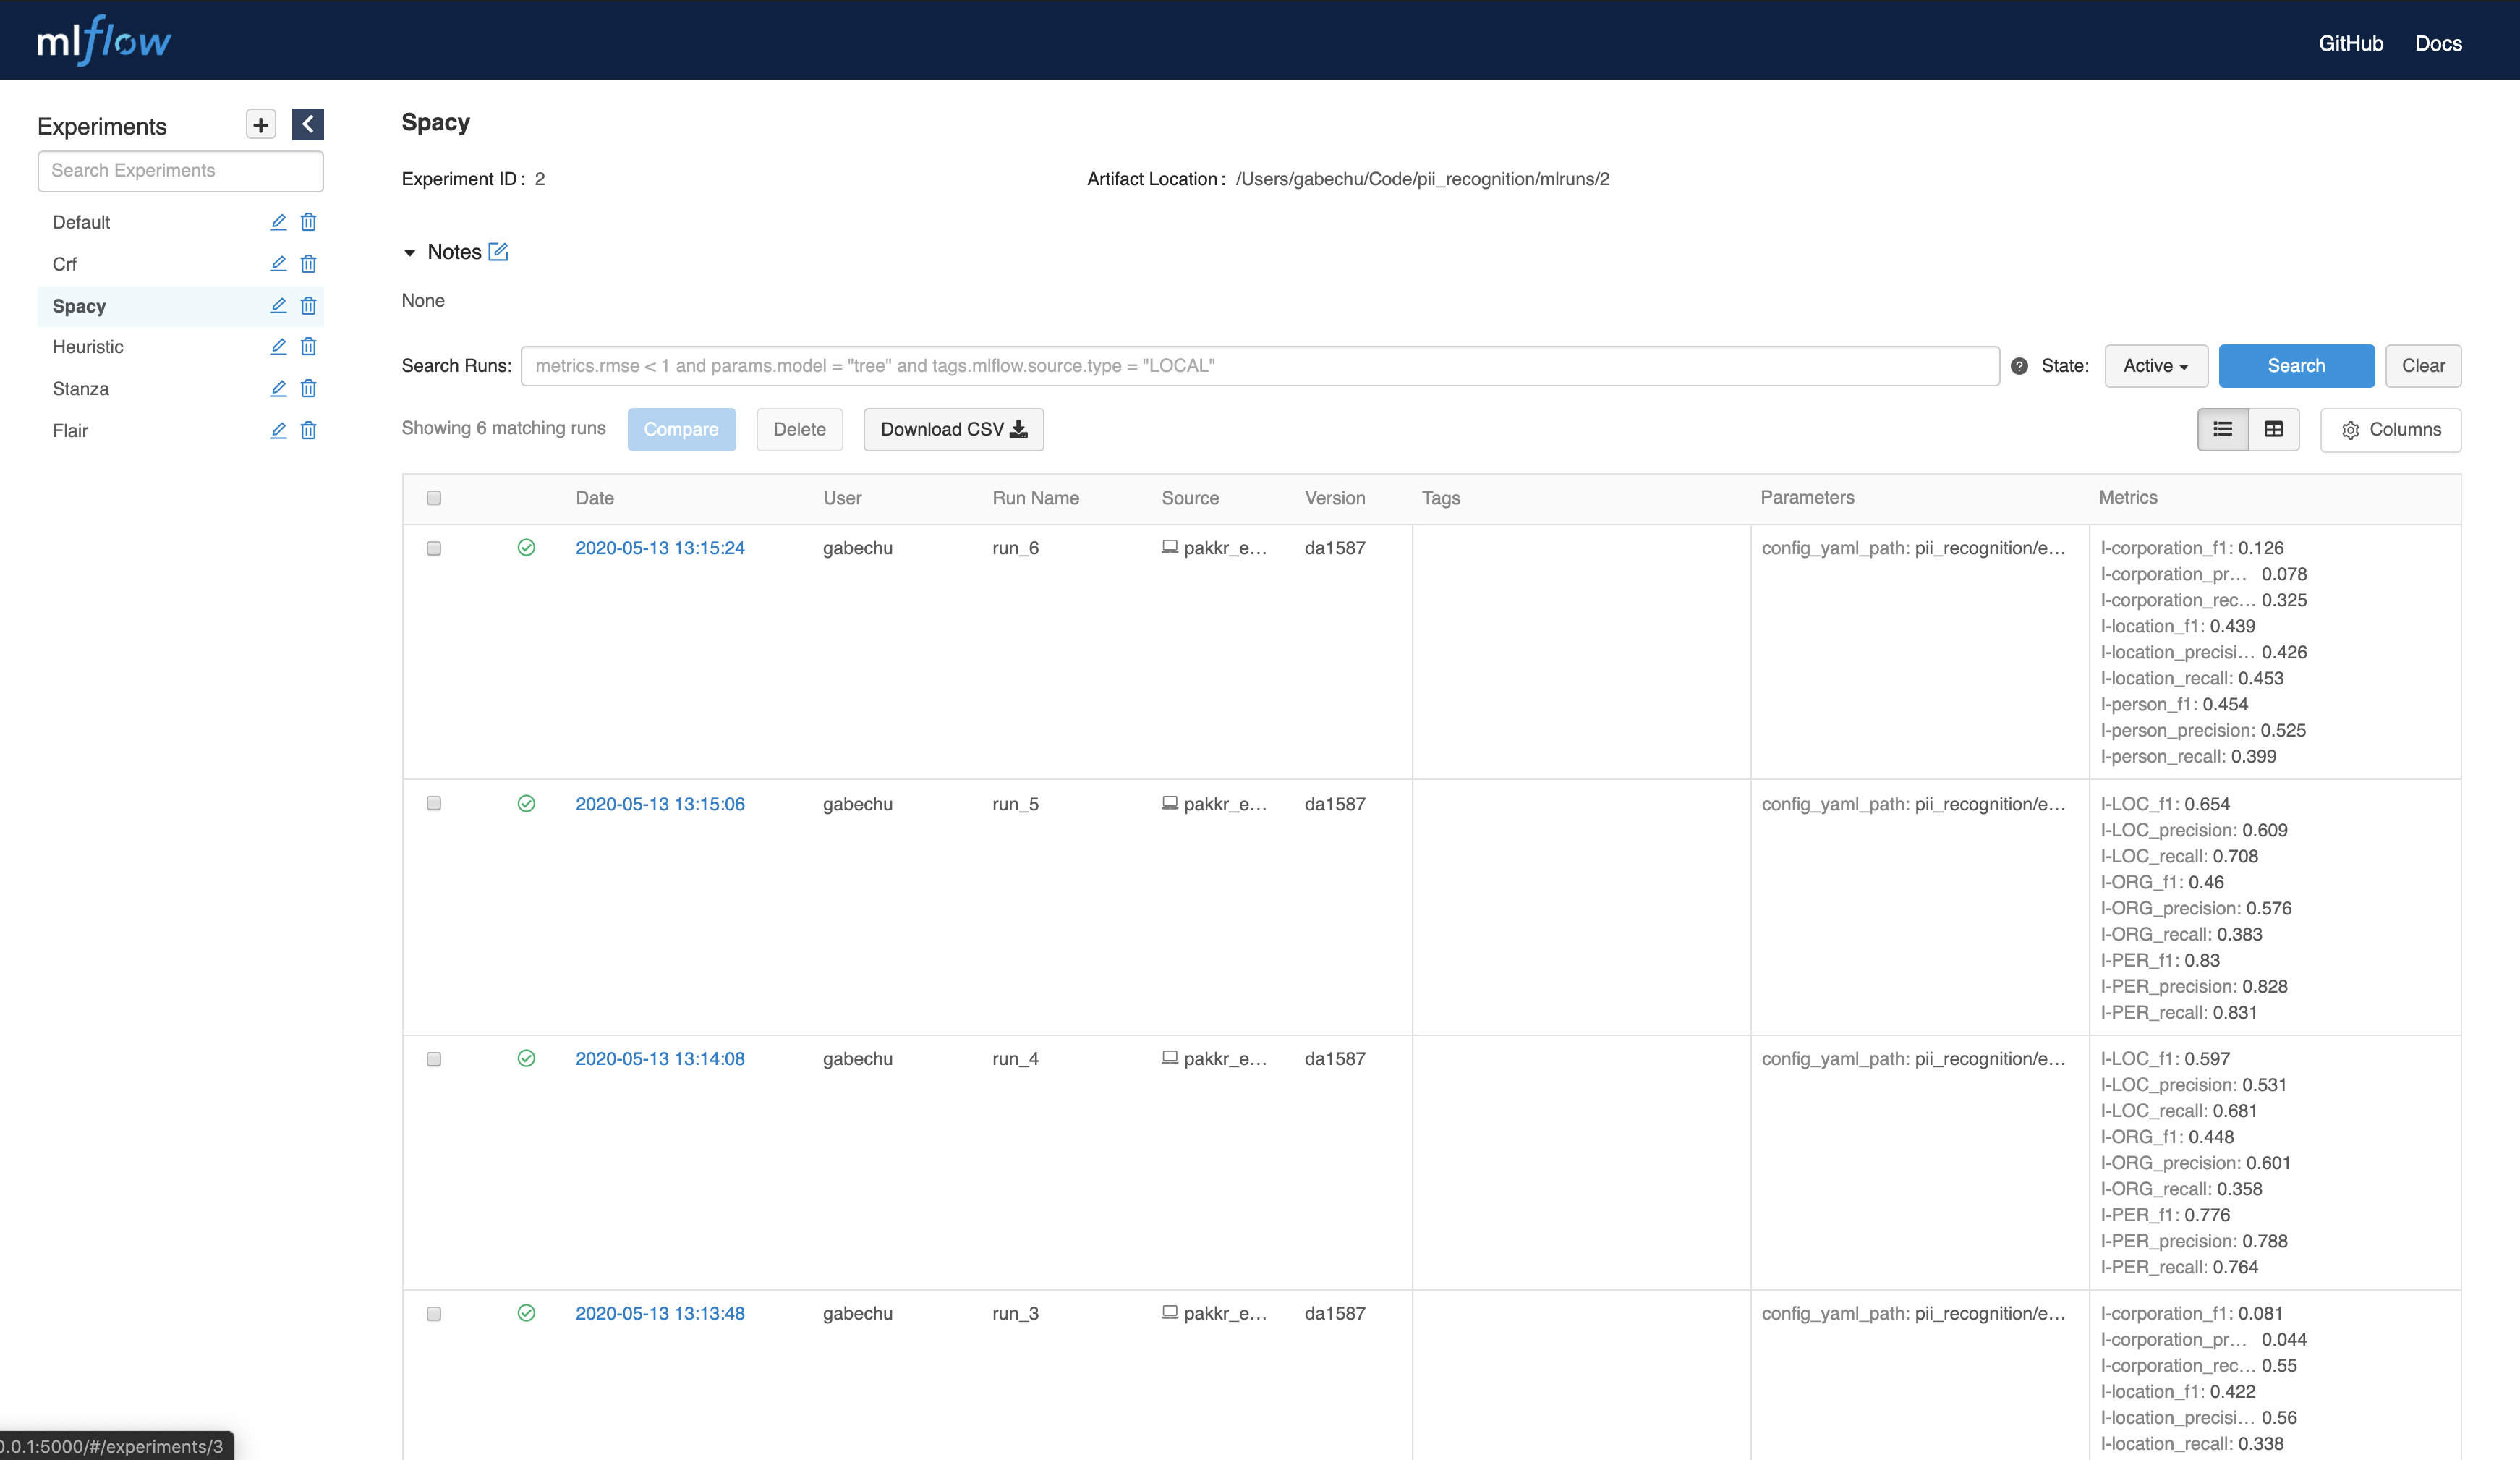 mlflow
GitHub Docs
Experiments
Search Experiments
Default
Crf
Spacy
Heuristic
Stanza
Flair
Spacy
Experiment ID: 2 Artifact Location: /Users/gabechu/Code/pii_recognition/mlruns/2
Notes
None
Search Runs: metrics.rmse < 1 and params.model = "tree" and tags.mlflow.source.type = "LOCAL" ? State: Active Search Clear
Showing 6 matching runs Compare Delete Download CSV Columns
Date User Run Name Source Version Tags Parameters Metrics
2020-05-13 13:15:24 gabechu run_6 pakkr_e... da1587 config_yaml_path: pii_recognition/e... I-corporation_f1: 0.126
I-corporation_pr... 0.078
I-corporation_rec... 0.325
I-location_f1: 0.439
I-location_precisi... 0.426
I-location_recall: 0.453
I-person_f1: 0.454
I-person_precision: 0.525
I-person_recall: 0.399
2020-05-13 13:15:06 gabechu run_5 pakkr_e... da1587 config_yaml_path: pii_recognition/e... I-LOC_f1: 0.654
I-LOC_precision: 0.609
I-LOC_recall: 0.708
I-ORG_f1: 0.46
I-ORG_precision: 0.576
I-ORG_recall: 0.383
I-PER_f1: 0.83
I-PER_precision: 0.828
I-PER_recall: 0.831
2020-05-13 13:14:08 gabechu run_4 pakkr_e... da1587 config_yaml_path: pii_recognition/e... I-LOC_f1: 0.597
I-LOC_precision: 0.531
I-LOC_recall: 0.681
I-ORG_f1: 0.448
I-ORG_precision: 0.601
I-ORG_recall: 0.358
I-PER_f1: 0.776
I-PER_precision: 0.788
I-PER_recall: 0.764
2020-05-13 13:13:48 gabechu run_3 pakkr_e... da1587 config_yaml_path: pii_recognition/e... I-corporation_f1: 0.081
I-corporation_pr... 0.044
I-corporation_rec... 0.55
I-location_f1: 0.422
I-location_precisi... 0.56
I-location_recall: 0.338
0.0.1:5000/#/experiments/3